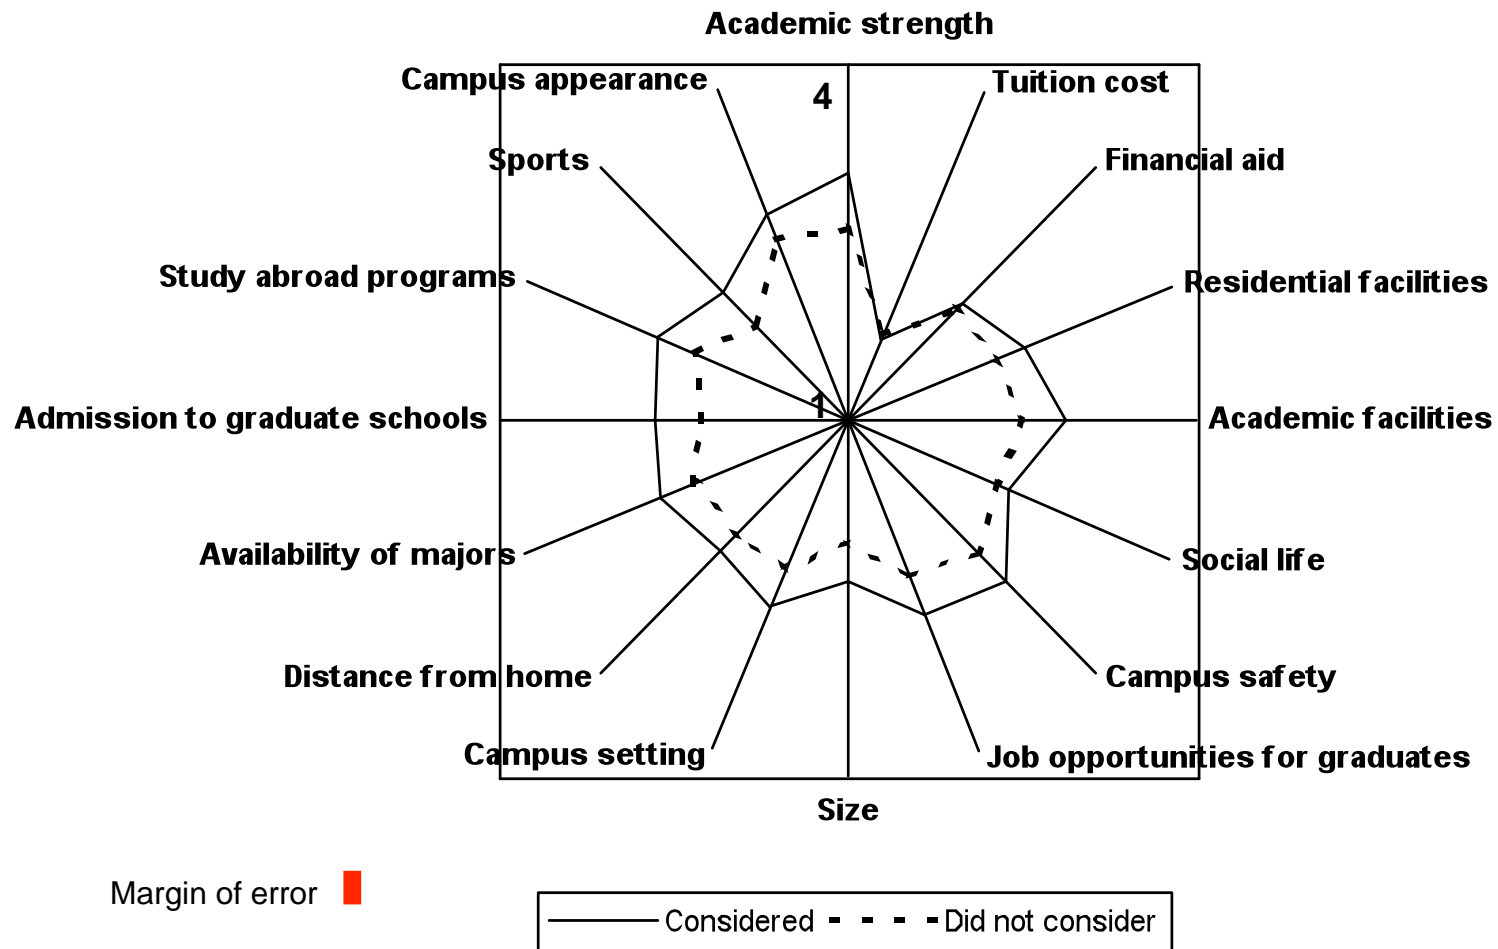 Academic strength
Campus appearance
4
Tuition cost
Sports
Financial aid
Study abroad programs
Residential facilities
1
Admission to graduate schools
Academic facilities
Availability of majors
Social life
Distance from home
Campus safety
Campus setting
Job opportunities for graduates
Size
Margin of error
Considered
Did not consider